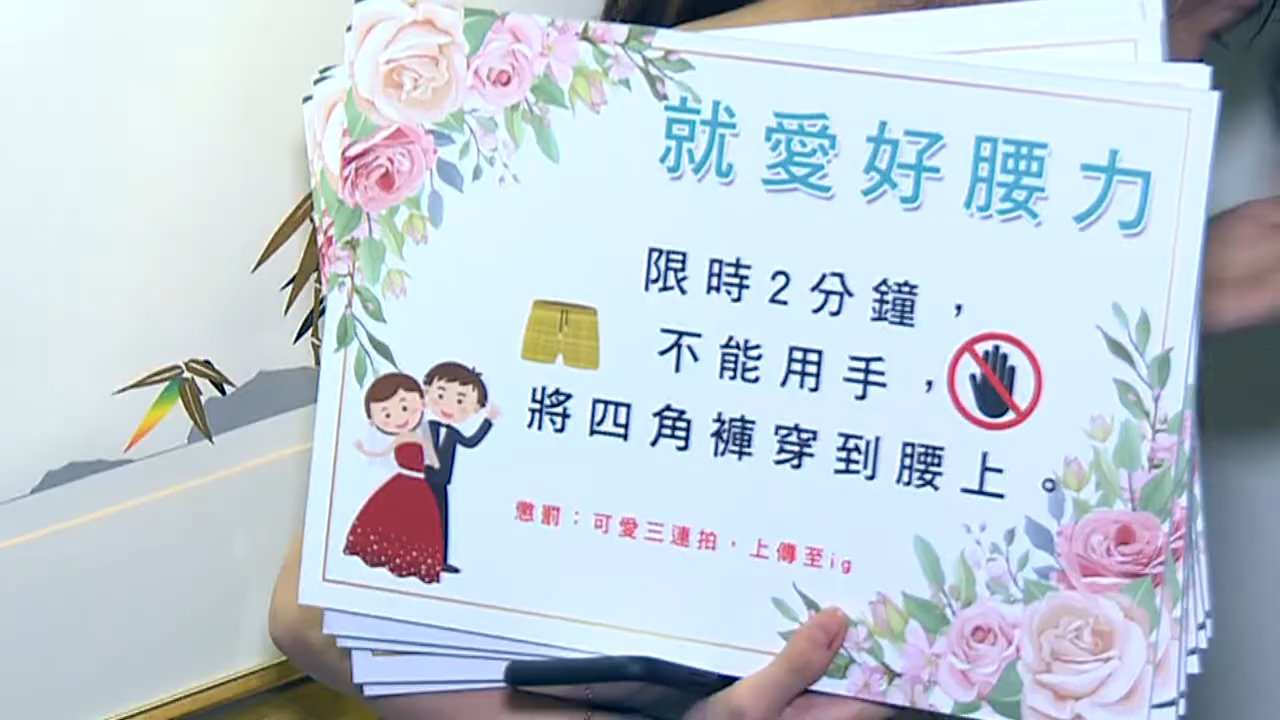 就愛好腰力
限時2分鐘，
不能用手，
將四角褲穿到腰上。
懲罰：可愛三連拍，上傳至ig